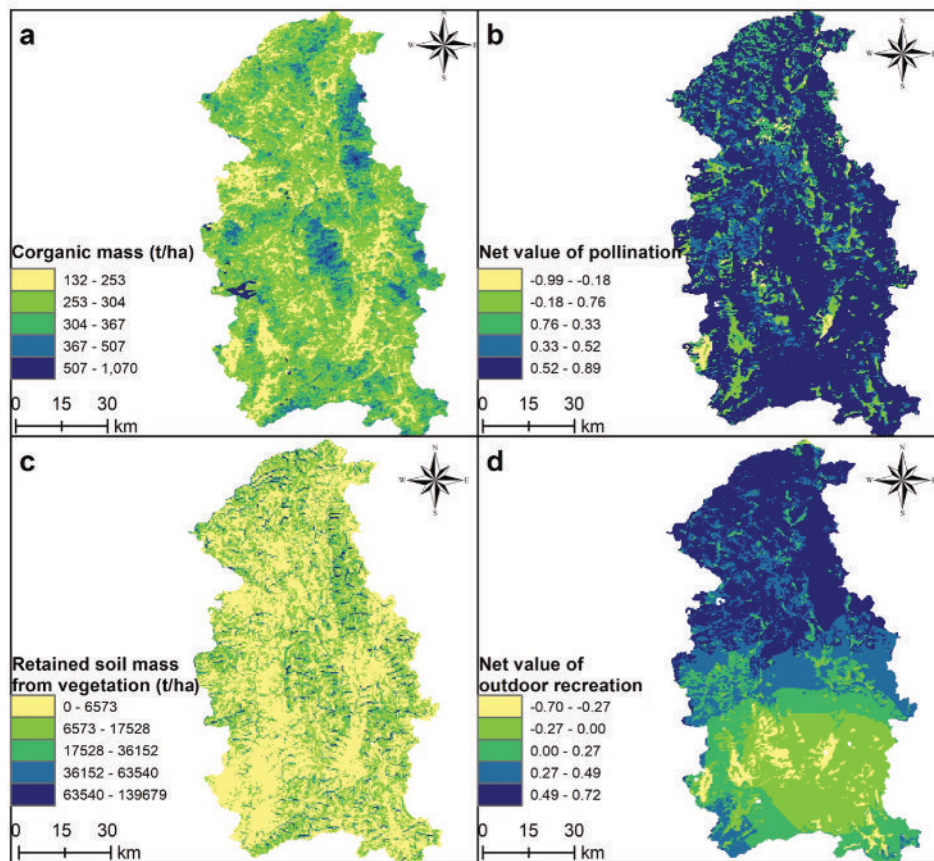 a
N
W E
S
Corganic mass (t/ha)
132 - 253
253 - 304
304 - 367
367 - 507
507 - 1,070
0 15 30
km
b
N
W E
S
Net value of pollination
-0.99 - -0.18
-0.18 - 0.76
0.76 - 0.33
0.33 - 0.52
0.52 - 0.89
0 15 30
km
c
N
W E
S
Retained soil mass
from vegetation (t/ha)
0 - 6573
6573 - 17528
17528 - 36152
36152 - 63540
63540 - 139679
0 15 30
km
d
N
W E
S
Net value of
outdoor recreation
-0.70 - -0.27
-0.27 - 0.00
0.00 - 0.27
0.27 - 0.49
0.49 - 0.72
0 15 30
km